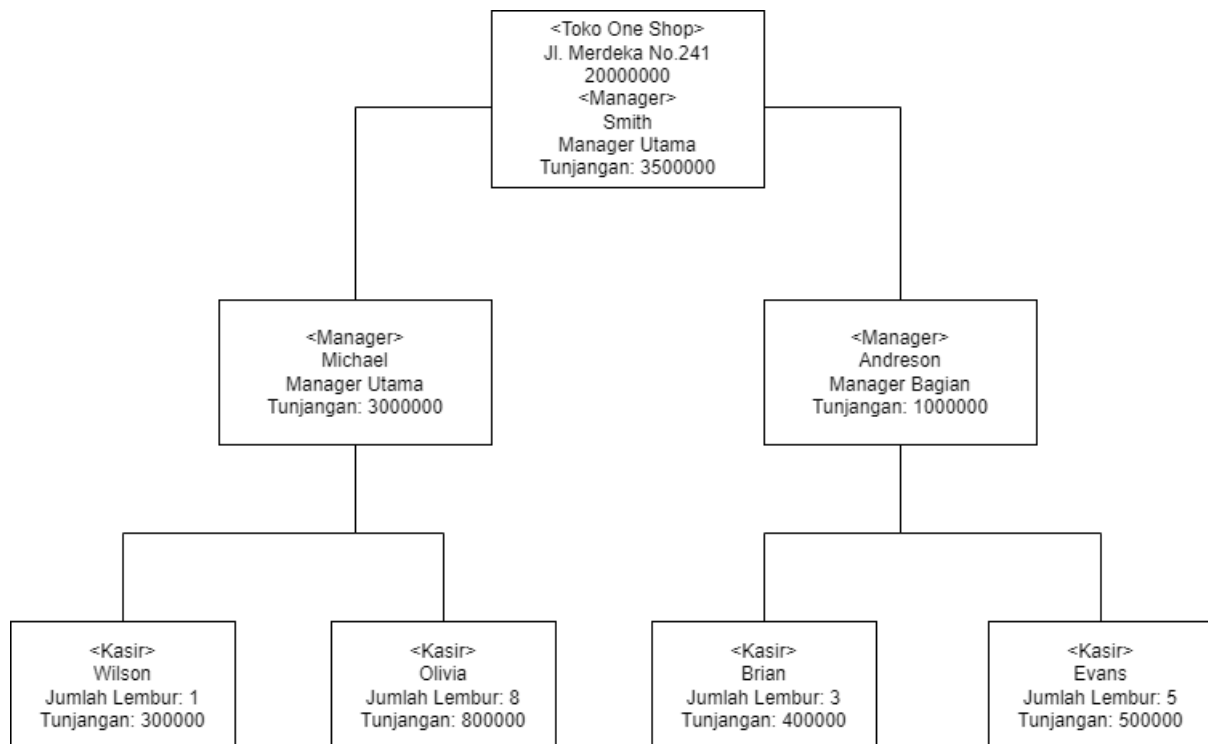 <Toko One Shop>
Jl. Merdeka No.241
20000000
<Manager>
Smith
Manager Utama
Tunjangan: 3500000
<Manager>
Michael
Manager Utama
Tunjangan: 3000000
<Manager>
Andreson
Manager Bagian
Tunjangan: 1000000
<Kasir>
Wilson
Jumlah Lembur: 1
Tunjangan: 300000
<Kasir>
Olivia
Jumlah Lembur: 8
Tunjangan: 800000
<Kasir>
Brian
Jumlah Lembur: 3
Tunjangan: 400000
<Kasir>
Evans
Jumlah Lembur: 5
Tunjangan: 500000